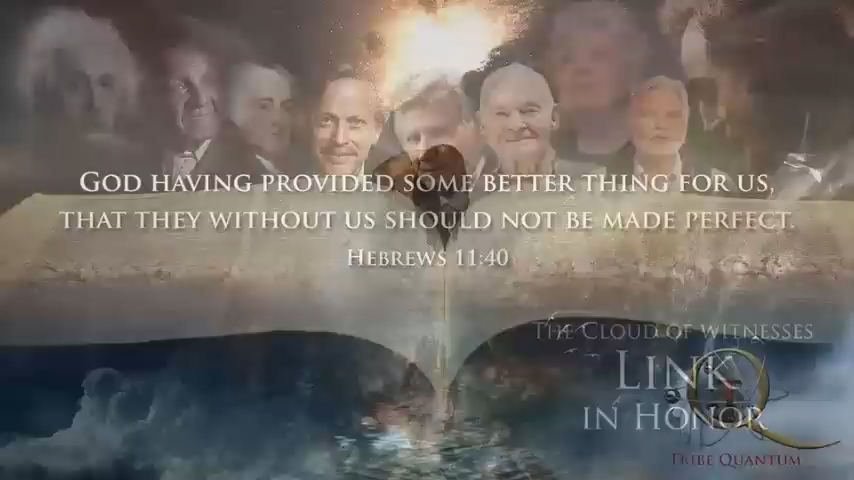 God having provided some better thing for us,
that they without us should not be made perfect.
Hebrews 11:40
The Cloud of witnesses
Link
in Honor
Tribe Quantum